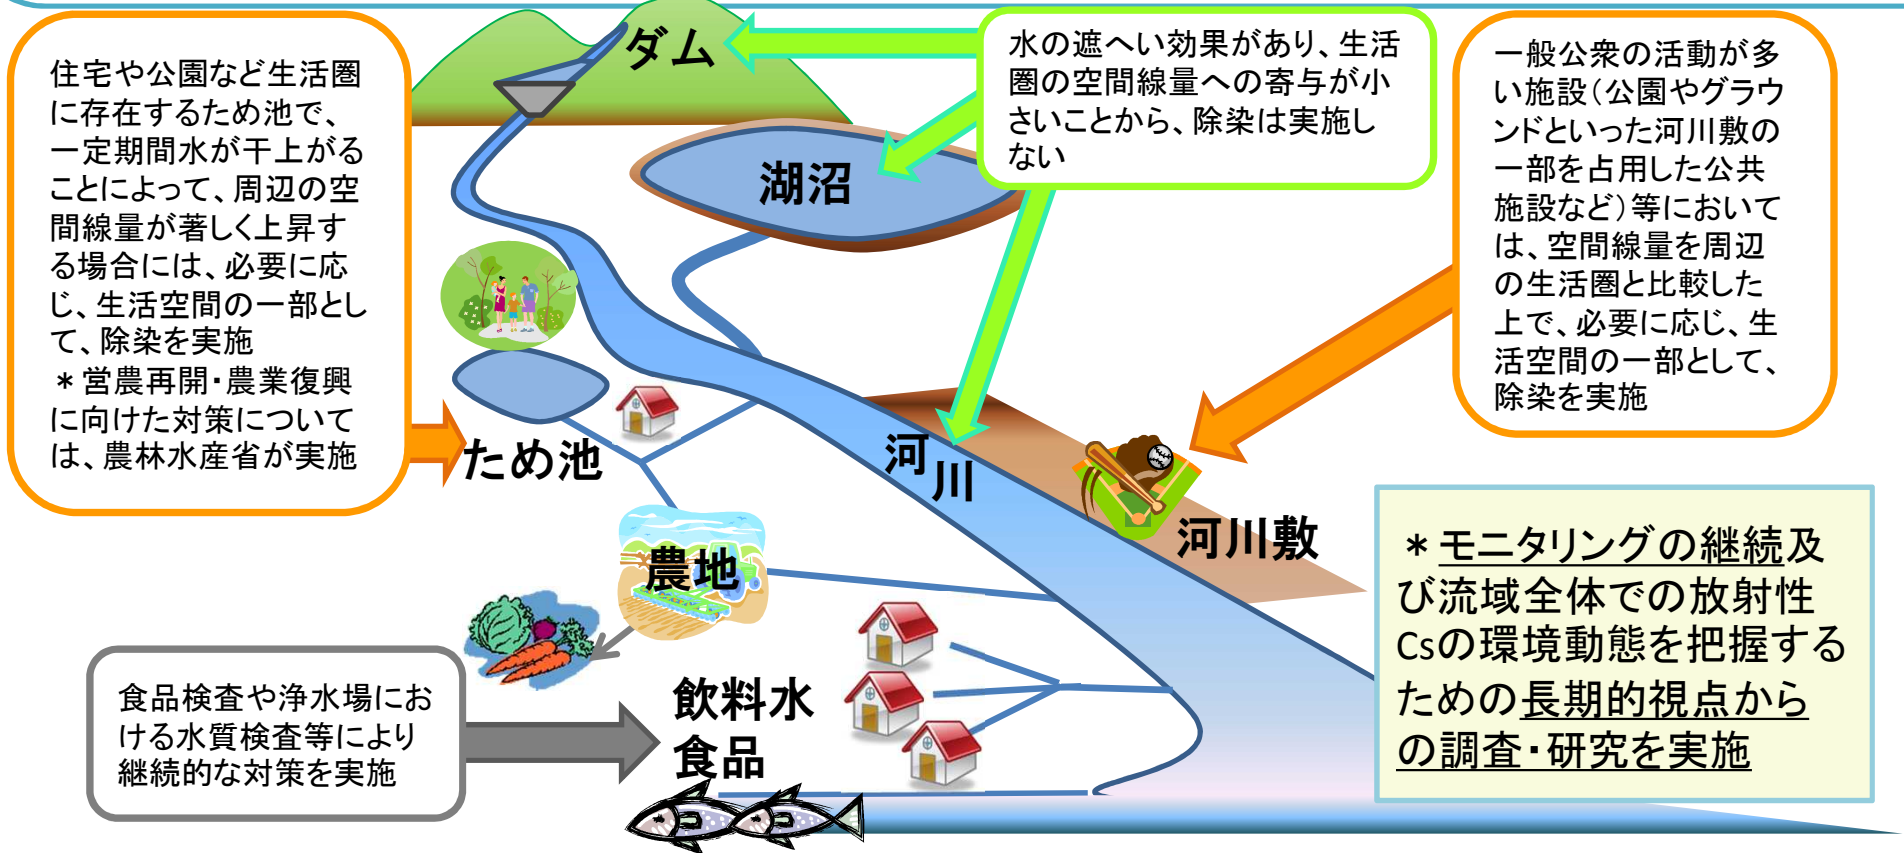 住宅や公園など生活圏
に存在するため池で、
一定期間水が干上がる
ことによって、周辺の空
間線量が著しく上昇す
る場合には、必要に応
じ、生活空間の一部とし
て、除染を実施
＊営農再開・農業復興
に向けた対策について
は、農林水産省が実施
ダム
水の遮へい効果があり、生活
圏の空間線量への寄与が小
さいことから、除染は実施し
ない
一般公衆の活動が多
い施設（公園やグラウ
ンドといった河川敷の
一部を占用した公共
施設など）等において
は、空間線量を周辺
の生活圏と比較した
上で、必要に応じ、生
活空間の一部として、
除染を実施
湖沼
ため池
河川
河川敷
農地
＊モニタリングの継続及
び流域全体での放射性
Csの環境動態を把握する
ための長期的視点から
の調査・研究を実施
食品検査や浄水場にお
ける水質検査等により
継続的な対策を実施
飲料水
食品